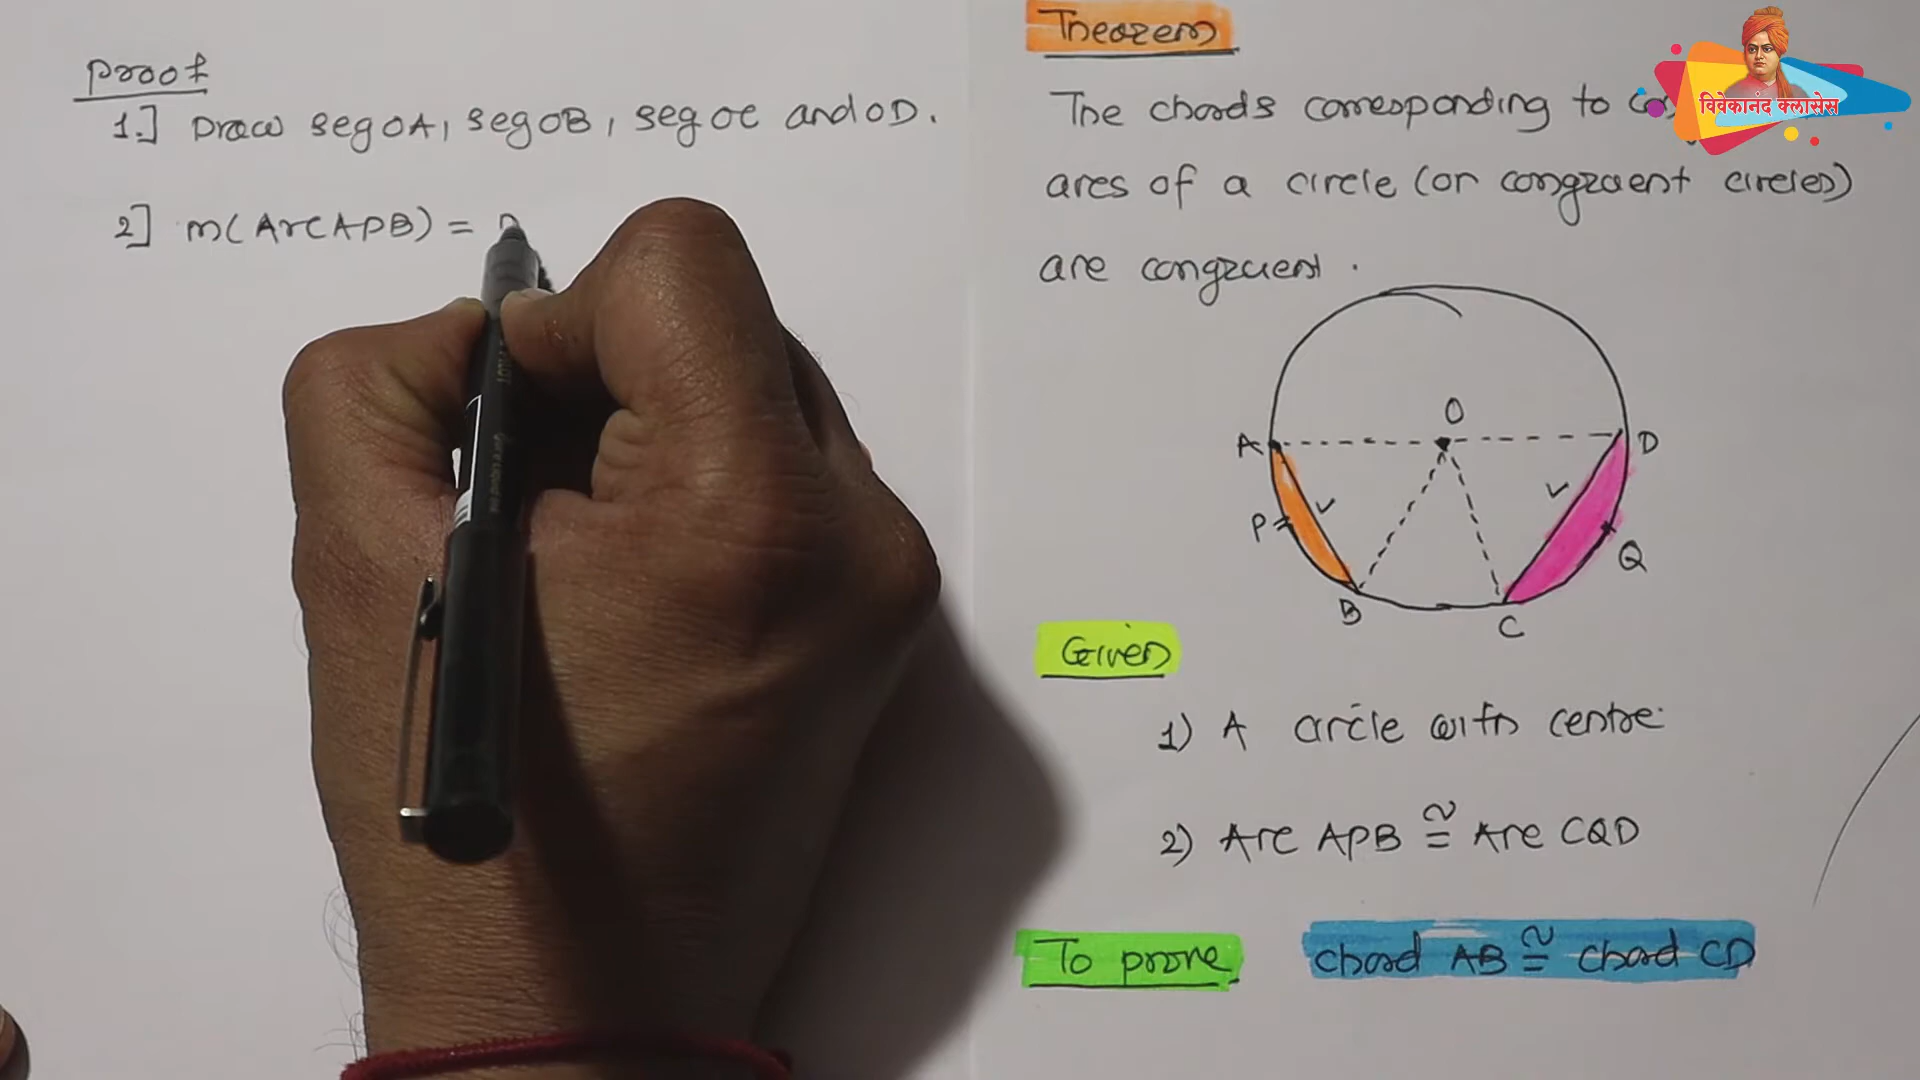 Proof
1.] Draw seg OA, seg OB, seg OC and OD.
2] m(Arc APB) =
Theorem
The chords corresponding to
arcs of a circle (or congruent circles)
are congruent.
O
A
D
P
Q
B
C
Given
1) A circle with centre
2) Arc APB ≅ Arc CQD
To prove chord AB ≅ chord CD
विवेकानंद क्लासेस